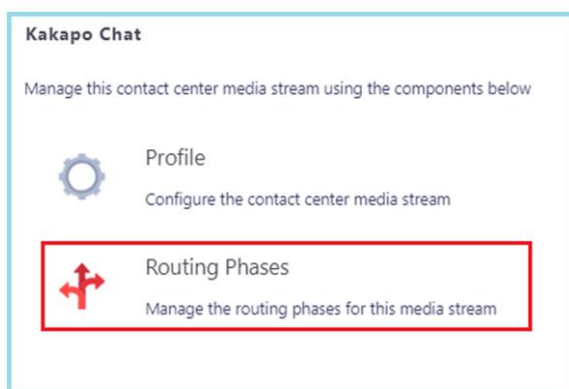 Kakapo Chat
Manage this contact center media stream using the components below
Profile
Configure the contact center media stream
Routing Phases
Manage the routing phases for this media stream